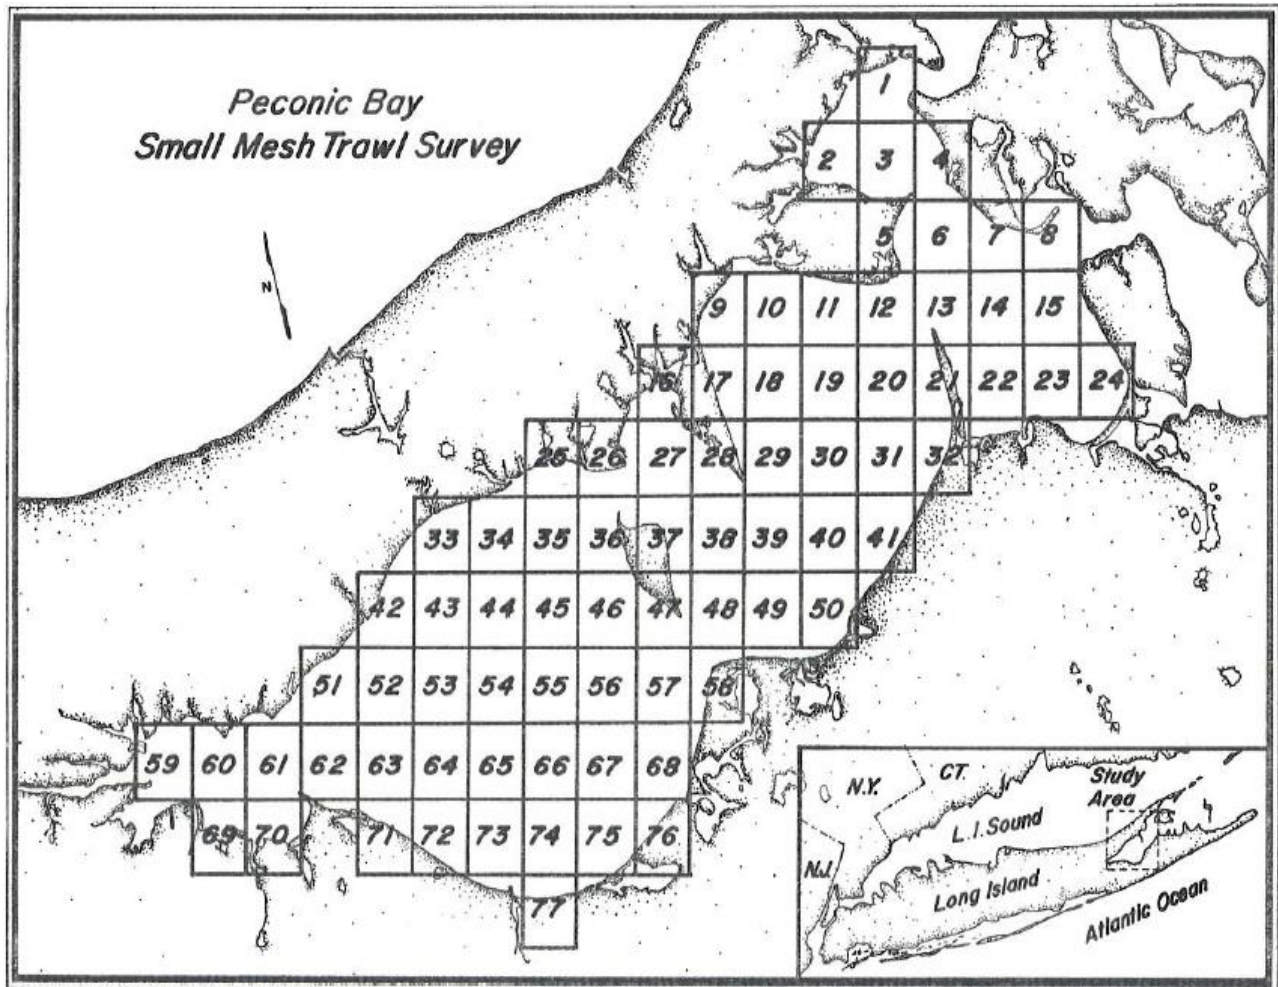 Peconic Bay
Small Mesh Trawl Survey
N
1
2 3 4
5 6 7 8
9 10 11 12 13 14 15
16 17 18 19 20 21 22 23 24
25 26 27 28 29 30 31 32
33 34 35 36 37 38 39 40 41
42 43 44 45 46 47 48 49 50
51 52 53 54 55 56 57 58
59 60 61 62 63 64 65 66 67 68
69 70 71 72 73 74 75 76
77
N.Y.
CT.
Study
Area
L.I. Sound
N.J.
Long Island
Atlantic Ocean